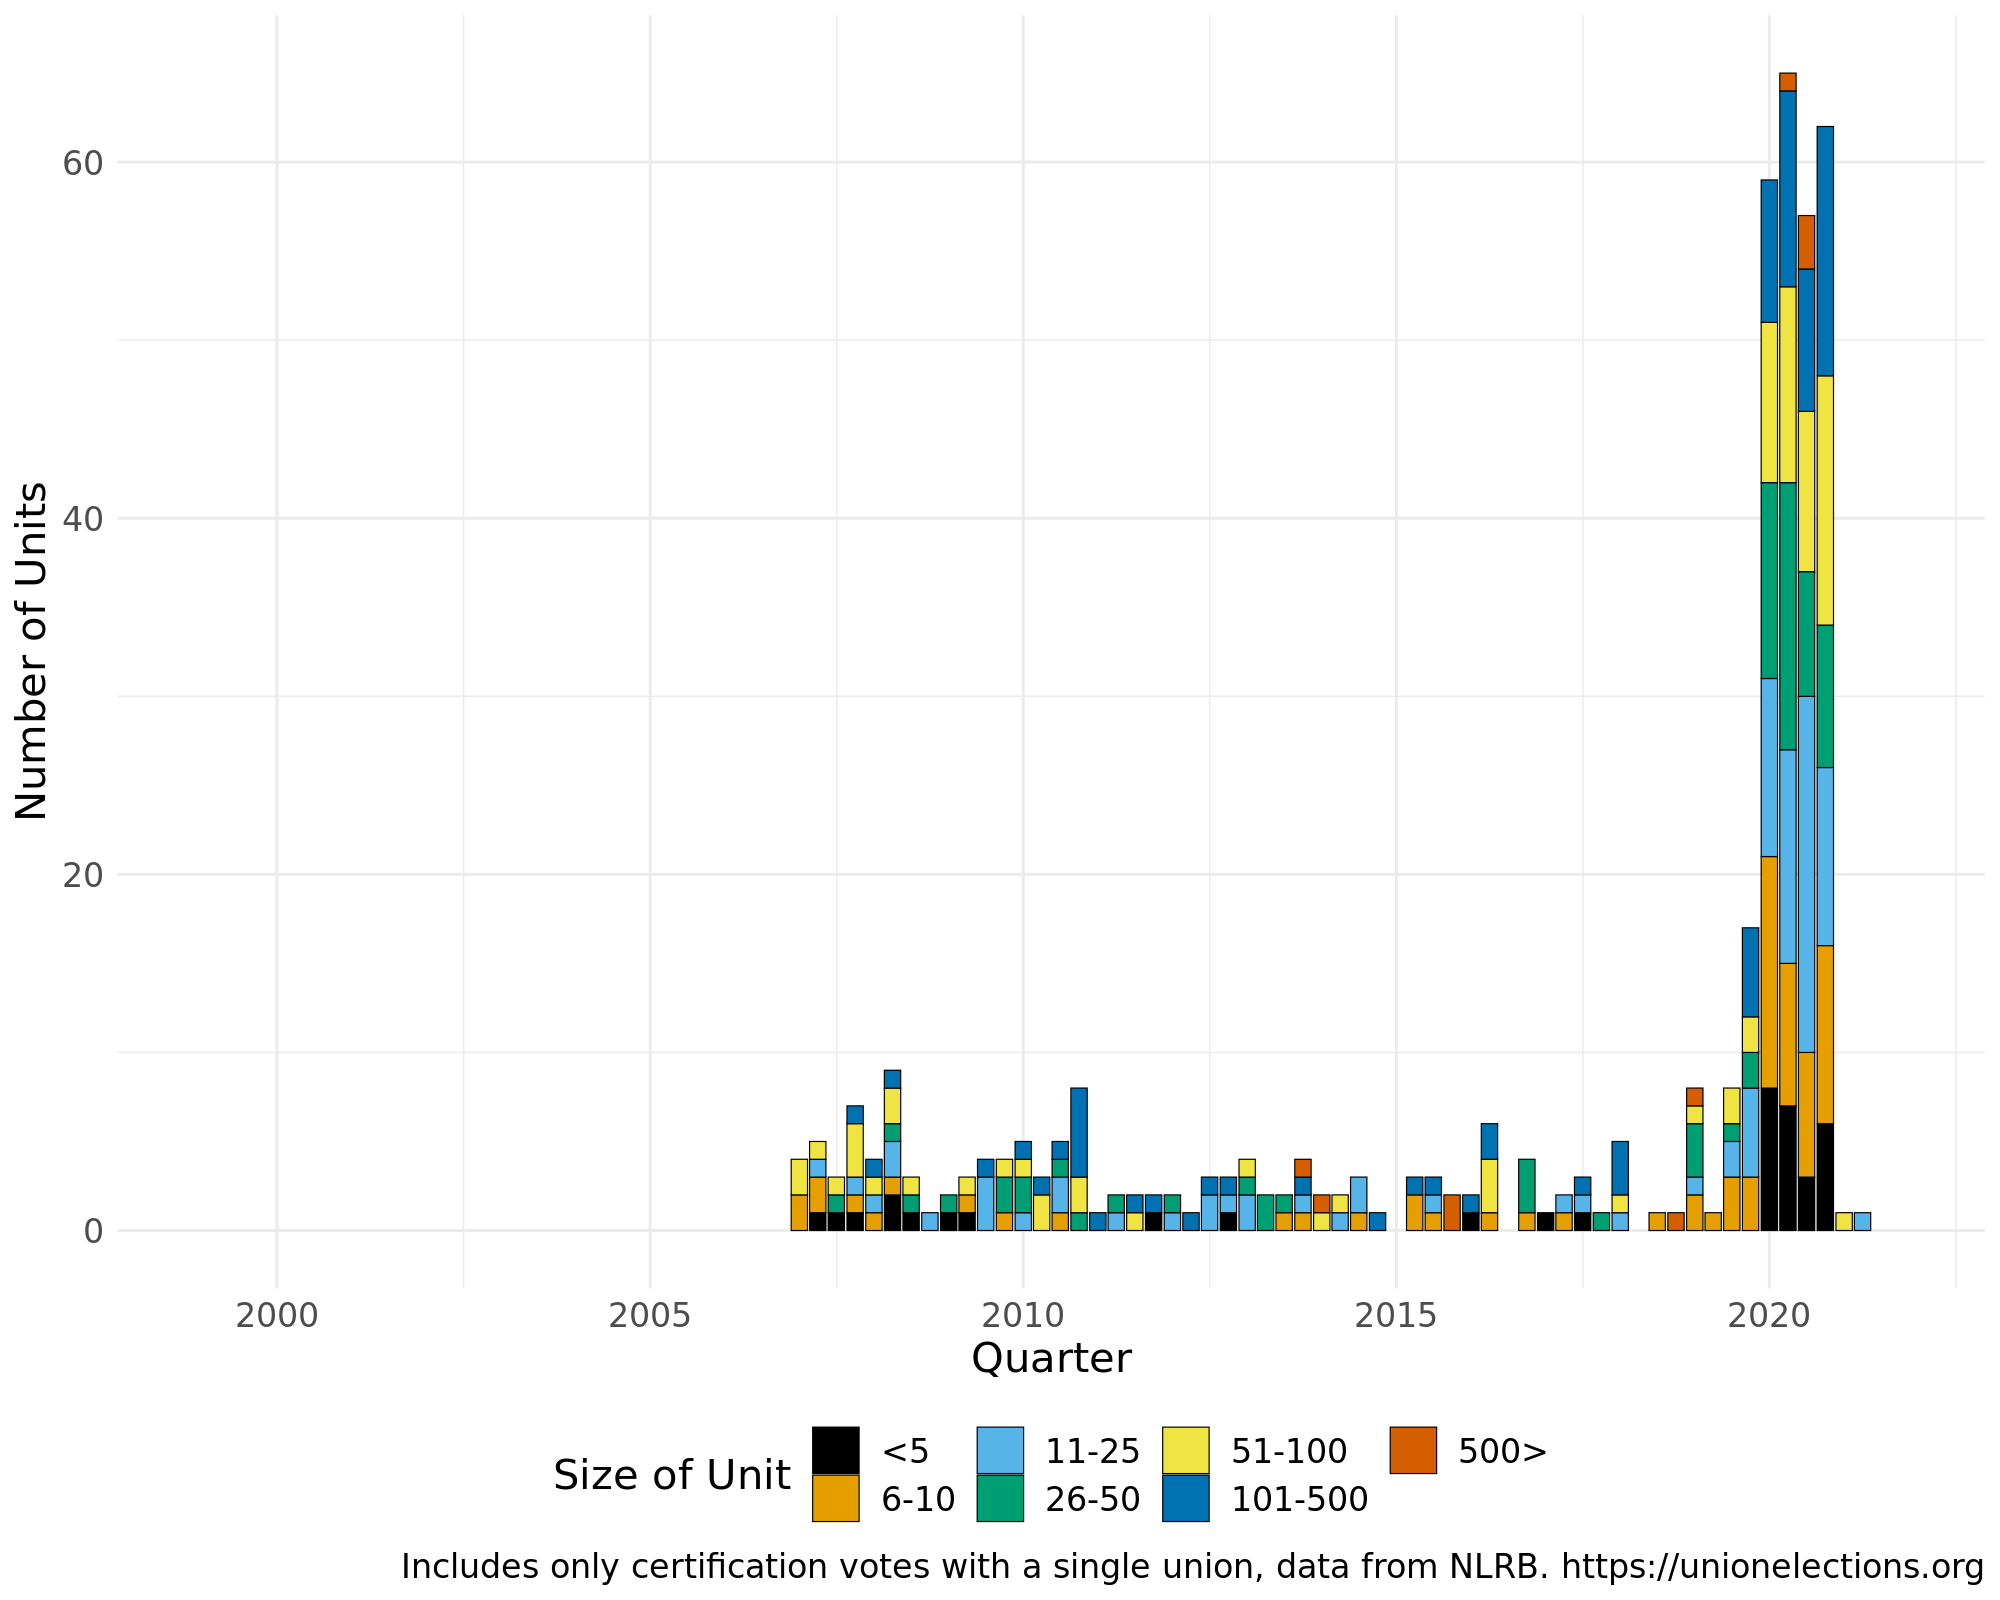 60
40
20
0
Number of Units
2000 2005 2010 2015 2020
Quarter
Size of Unit
<5 11-25 51-100 500>
6-10 26-50 101-500
Includes only certification votes with a single union, data from NLRB. https://unionelections.org